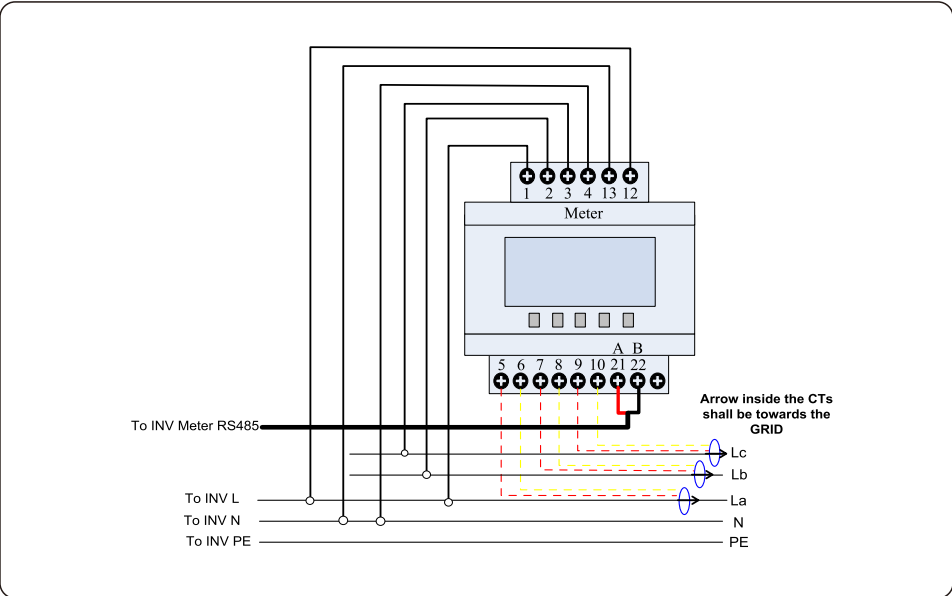 1 2 3 4 13 12
Meter
A B
5 6 7 8 9 10 21 22
Arrow inside the CTs
shall be towards the
GRID
To INV Meter RS485
Lc
Lb
To INV L
La
To INV N
N
To INV PE
PE